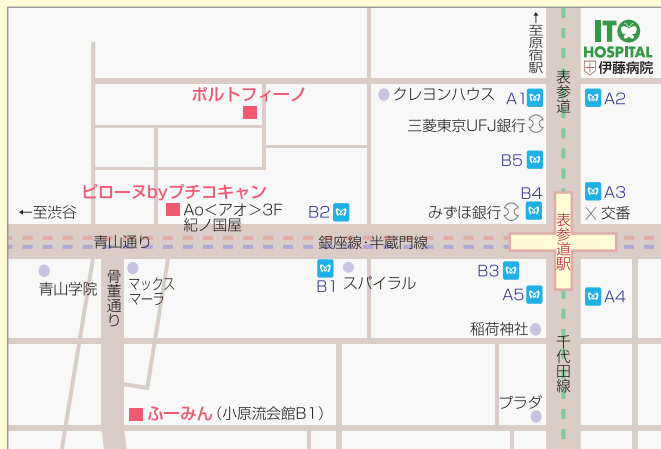 ↑至原宿駅
ITO
HOSPITAL
伊藤病院
表参道
ポルトフィーノ
クレヨンハウス
A1
A2
三菱東京UFJ銀行
B5
ピローヌbyプチコキャン
B4
A3
←至渋谷
Ao<アオ>3F
紀ノ国屋
B2
みずほ銀行
交番
表参道駅
青山通り
銀座線・半蔵門線
青山学院
骨董通り
マックス
マーラ
B1
スパイラル
B3
A5
A4
稲荷神社
千代田線
プラダ
ふーみん(小原流会館B1)